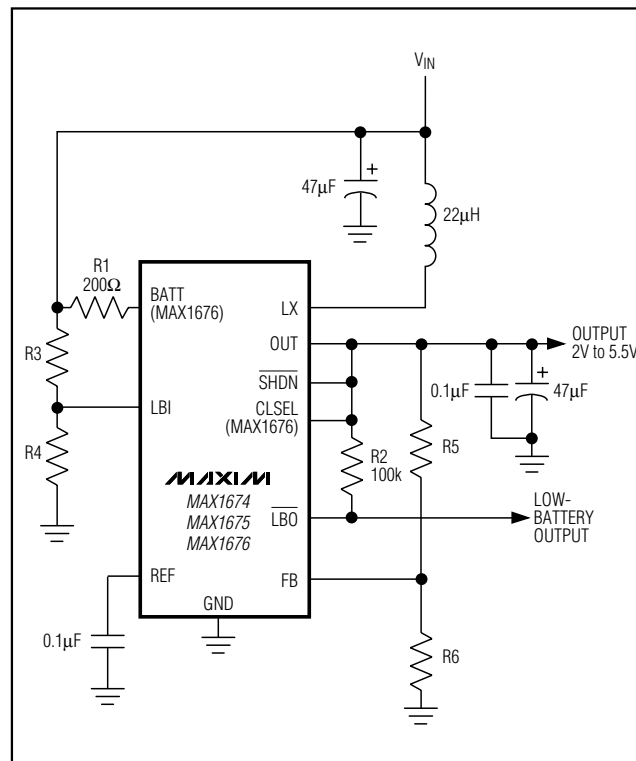 VIN
47µF
+
22µH
R1
200Ω
BATT
(MAX1676)
LX
R3
OUT
OUTPUT
2V to 5.5V
SHDN
0.1µF
+
47µF
CLSEL
(MAX1676)
LBI
R4
R2
100k
R5
MAXIM
MAX1674
MAX1675
MAX1676
LBO
LOW-
BATTERY
OUTPUT
REF
FB
GND
0.1µF
R6